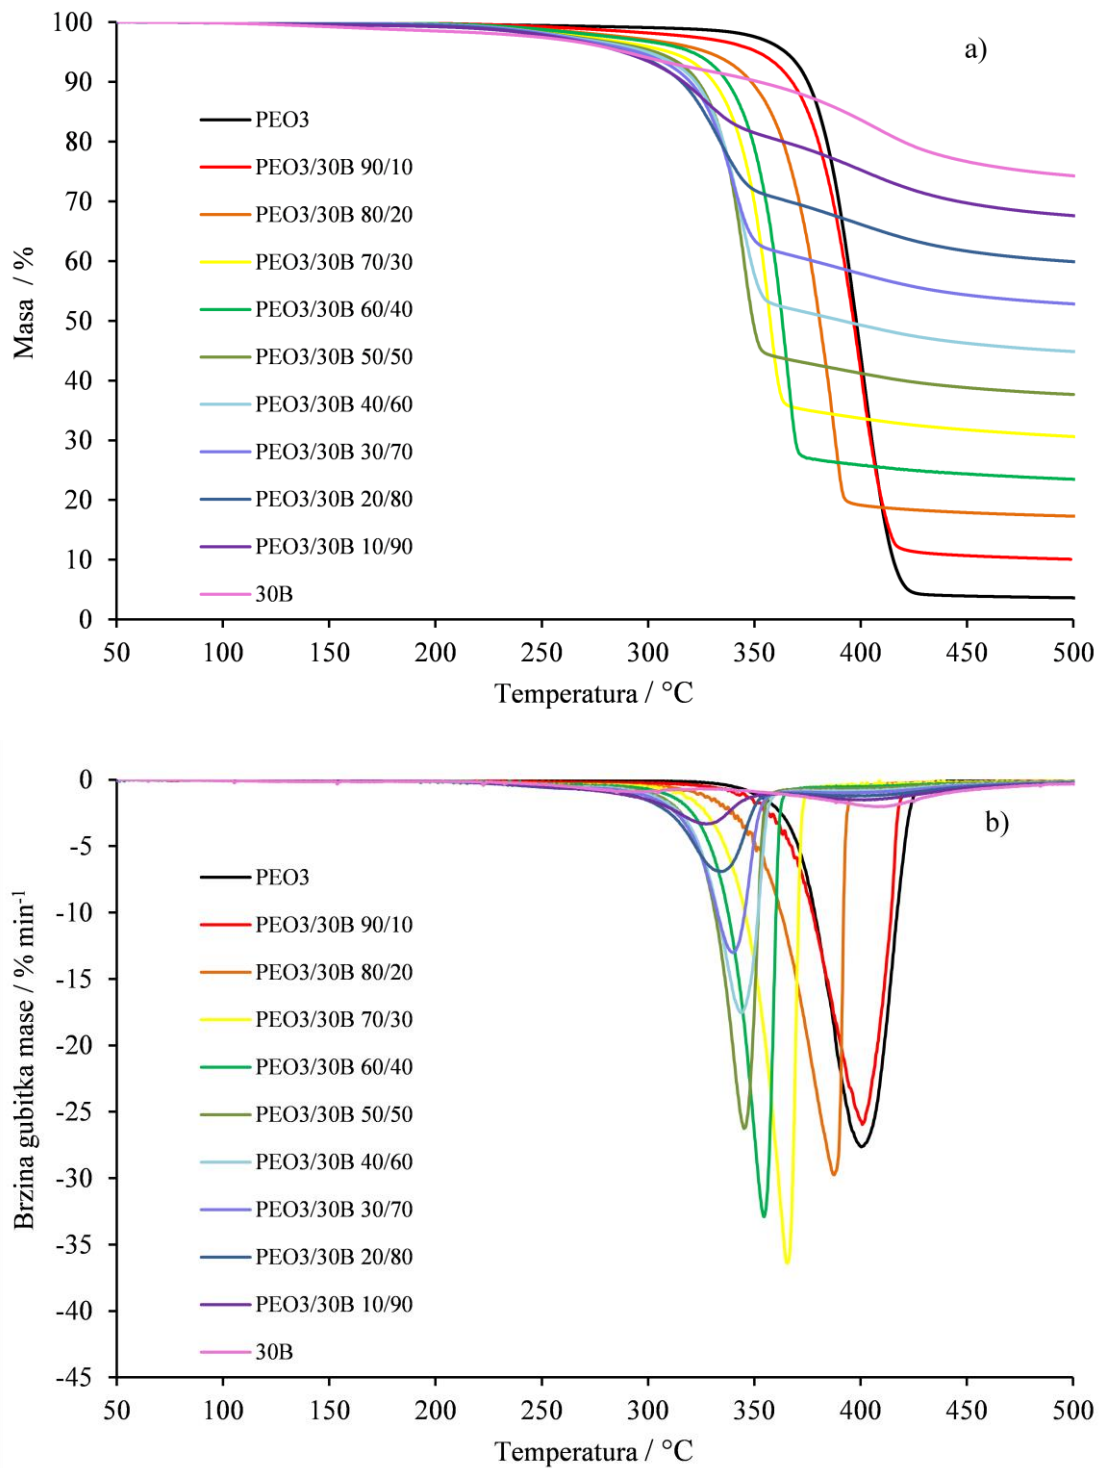 100
90
80
70
60
50
40
30
20
10
0
Masa / %
a)
PEO3
PEO3/30B 90/10
PEO3/30B 80/20
PEO3/30B 70/30
PEO3/30B 60/40
PEO3/30B 50/50
PEO3/30B 40/60
PEO3/30B 30/70
PEO3/30B 20/80
PEO3/30B 10/90
30B
50 100 150 200 250 300 350 400 450 500
Temperatura / °C
0
-5
-10
-15
-20
-25
-30
-35
-40
-45
Brzina gubitka mase / % min-1
b)
PEO3
PEO3/30B 90/10
PEO3/30B 80/20
PEO3/30B 70/30
PEO3/30B 60/40
PEO3/30B 50/50
PEO3/30B 40/60
PEO3/30B 30/70
PEO3/30B 20/80
PEO3/30B 10/90
30B
50 100 150 200 250 300 350 400 450 500
Temperatura / °C